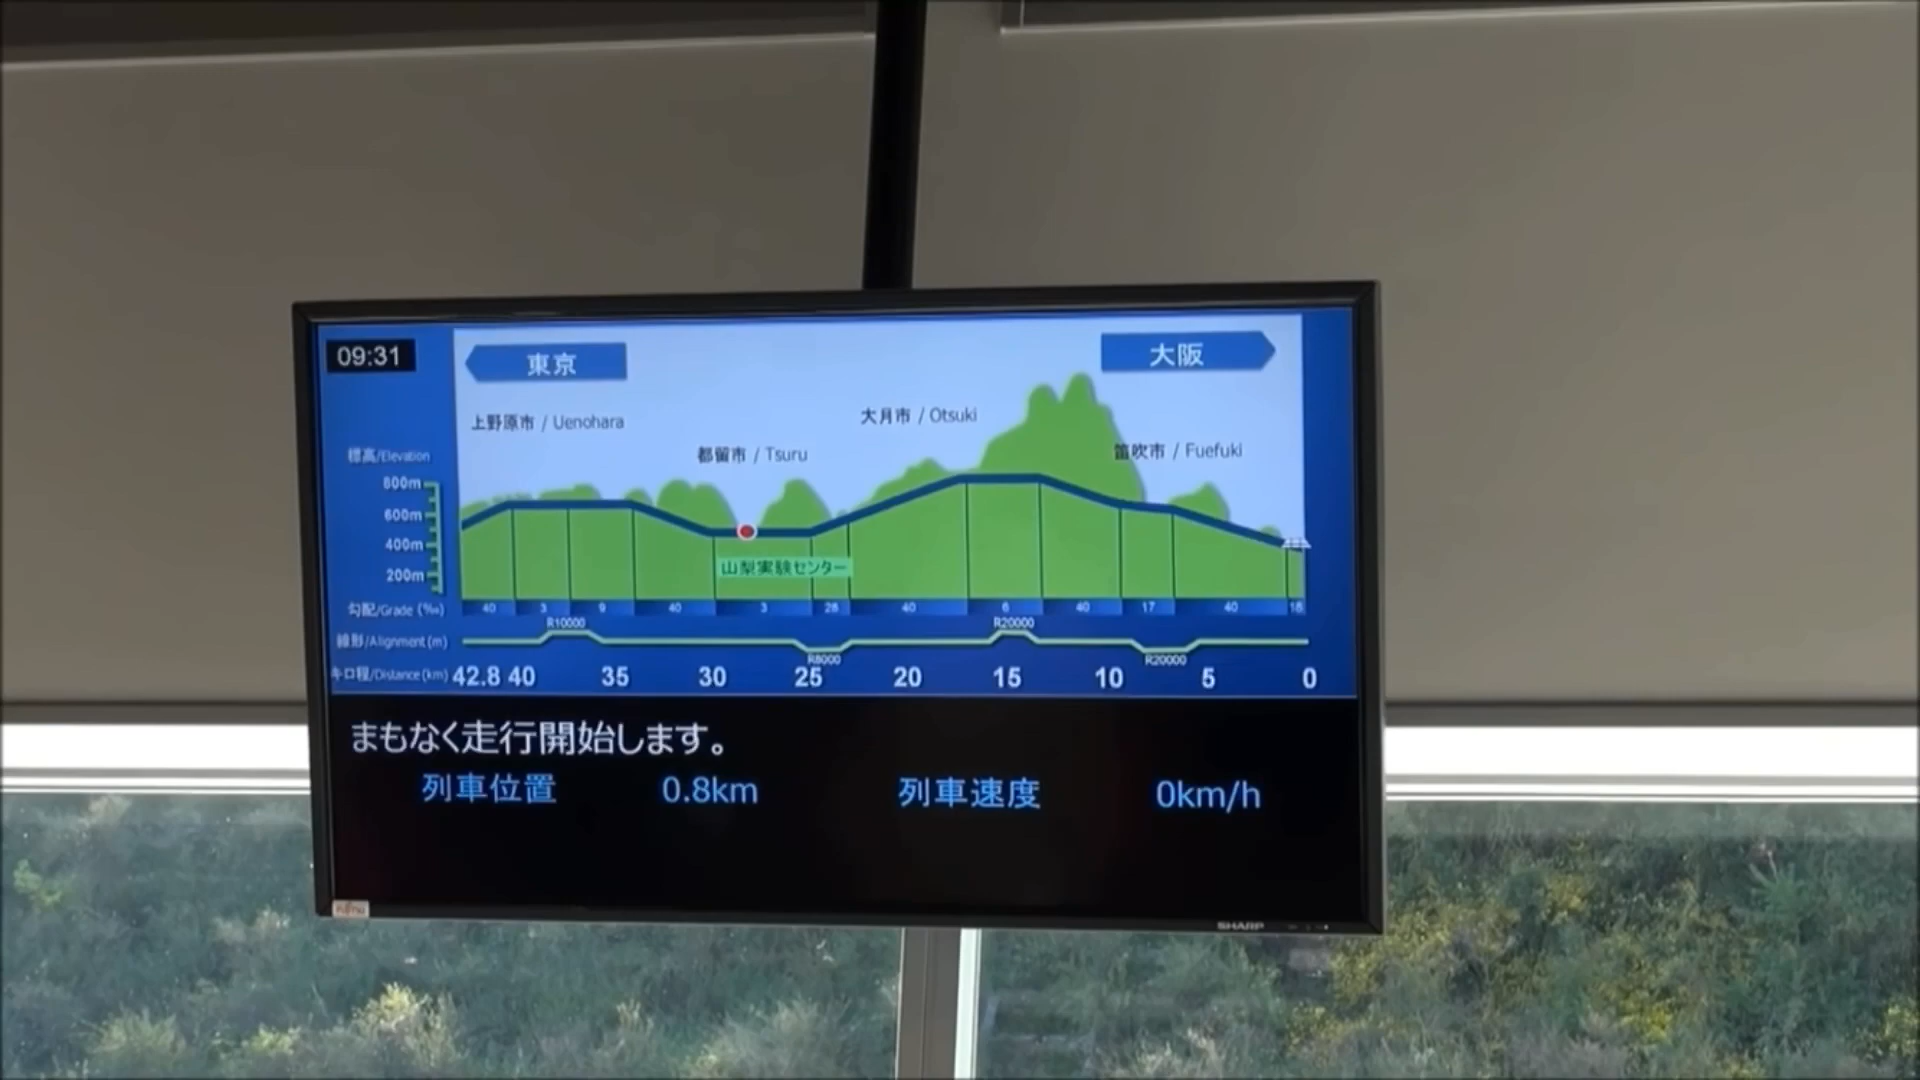 09:31
東京
大阪
上野原市 / Uenohara
大月市 / Otsuki
都留市 / Tsuru
笛吹市 / Fuefuki
標高/Elevation
800m
600m
400m
200m
山梨実験センター
勾配/Grade (‰) 40 3 9 40 3 28 40 6 40 17 40 18
R10000 R20000
線形/Alignment (m)
R8000 R20000
キロ程/Distance (km) 42.8 40 35 30 25 20 15 10 5 0
まもなく走行開始します。
列車位置 0.8km 列車速度 0km/h
SHARP